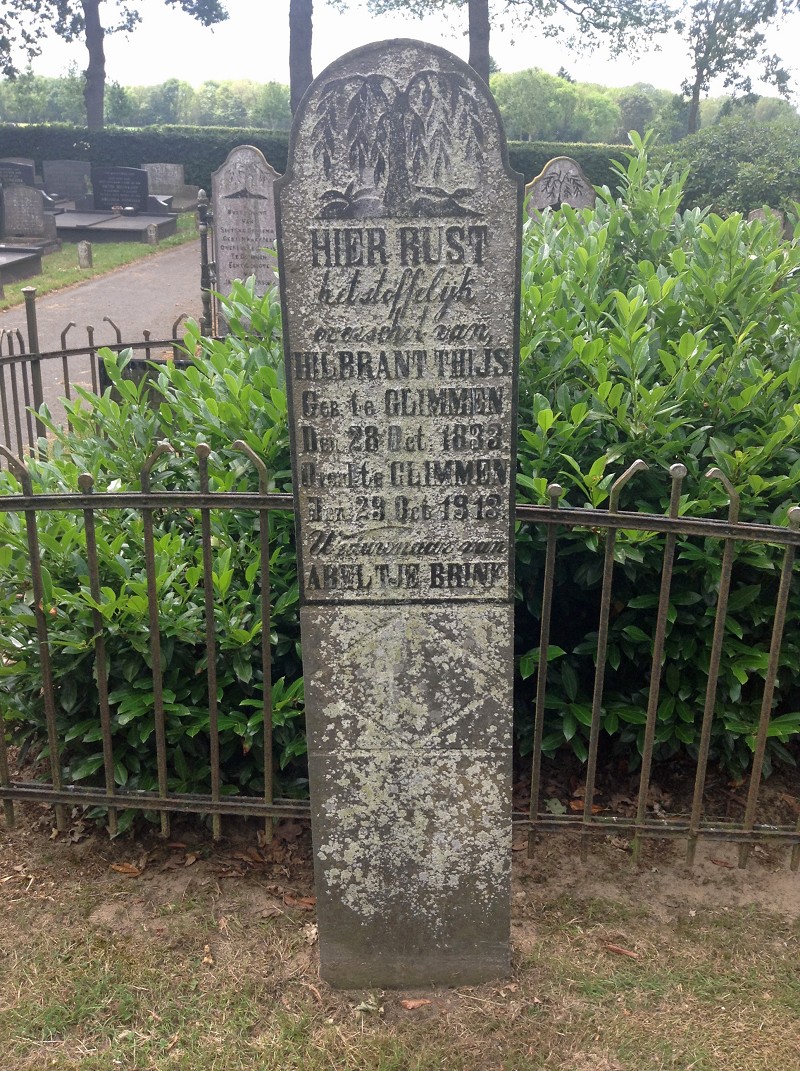 HIER RUST
het stoffelijk
overschot van,
HILBRANT THIJS
Geb. te GLIMMEN
Den 28 Oct. 1833
Overl. te GLIMMEN
Den 29 Oct. 1913
Weduwnaar van
ABELTJE BRINK